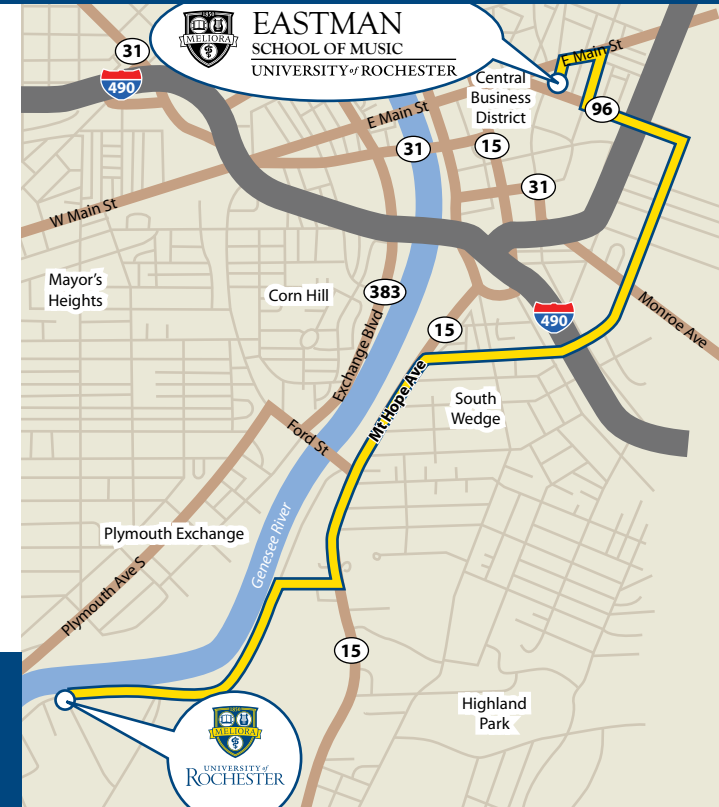 1850
MELIORA
EASTMAN
SCHOOL OF MUSIC
UNIVERSITY of ROCHESTER
31
490
E Main St
Central
Business
District
96
E Main St
31
15
31
W Main St
Mayor's
Heights
Corn Hill
383
Exchange Blvd
15
490
Monroe Ave
Mt Hope Ave
South
Wedge
Ford St
Genesee River
Plymouth Exchange
Plymouth Ave S
15
Highland
Park
1850
MELIORA
UNIVERSITY of
ROCHESTER